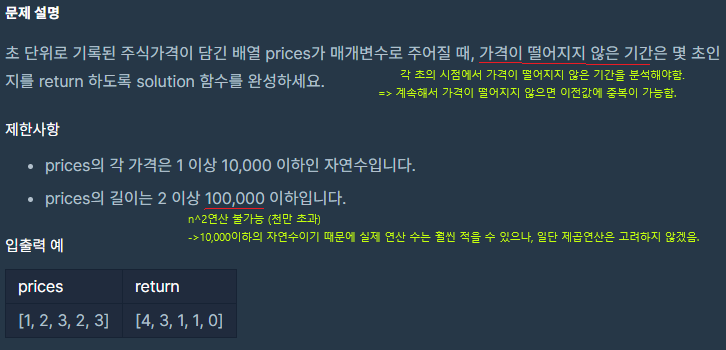 문제 설명
초 단위로 기록된 주식가격이 담긴 배열 prices가 매개변수로 주어질 때, 가격이 떨어지지 않은 기간은 몇 초인
지를 return 하도록 solution 함수를 완성하세요.
각 초의 시점에서 가격이 떨어지지 않은 기간을 분석해야함.
=> 계속해서 가격이 떨어지지 않으면 이전값에 중복이 가능함.
제한사항
• prices의 각 가격은 1 이상 10,000 이하인 자연수입니다.
• prices의 길이는 2 이상 100,000 이하입니다.
n^2연산 불가능 (천만 초과)
->10,000이하의 자연수이기 때문에 실제 연산 수는 훨씬 적을 수 있으나, 일단 제곱연산은 고려하지 않겠음.
입출력 예
prices return
[1, 2, 3, 2, 3] [4, 3, 1, 1, 0]